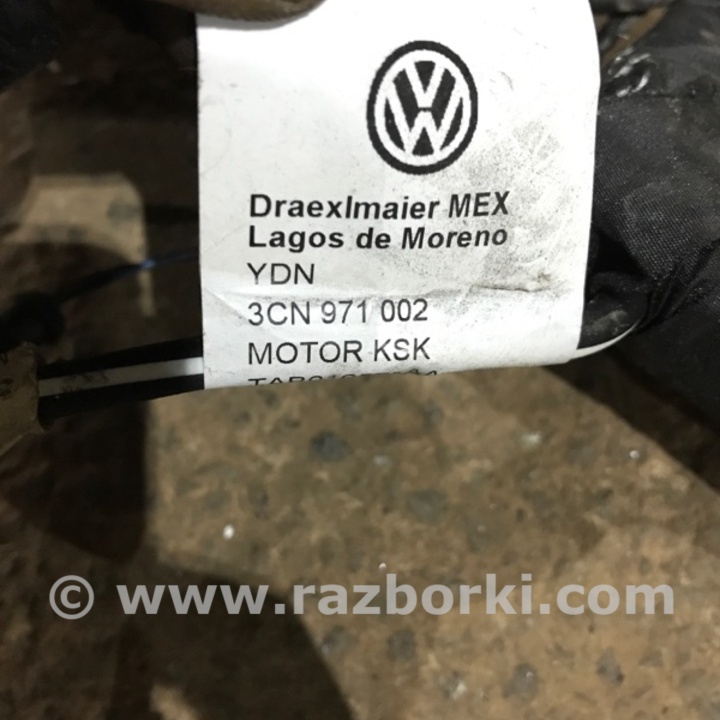 Draexlmaier MEX
Lagos de Moreno
YDN
3CN 971 002
MOTOR KSK
© www.razborki.com